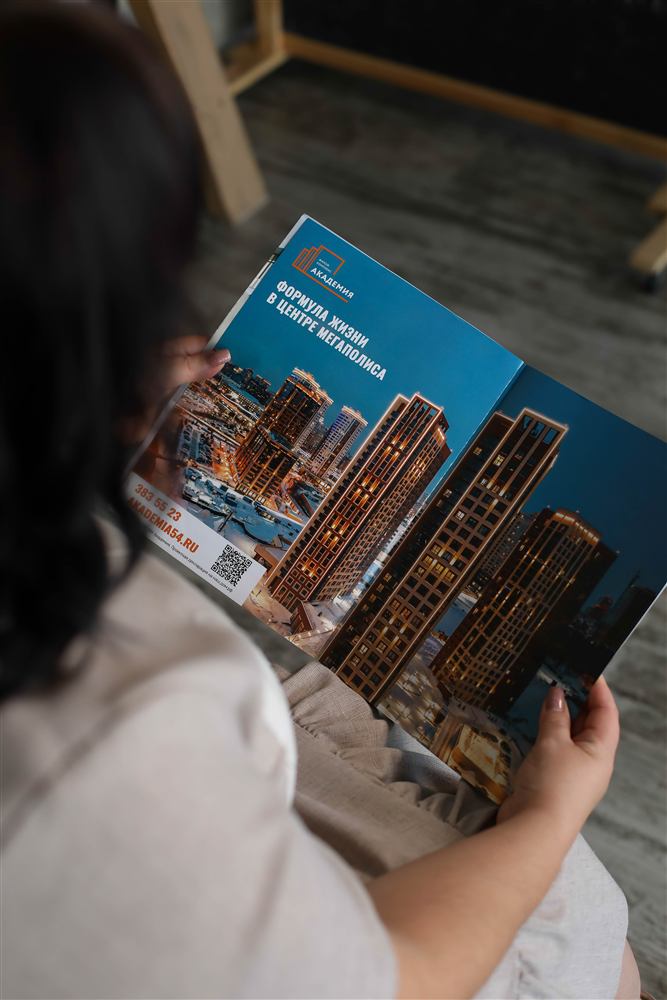 АКАДЕМИЯ
ФОРМУЛА ЖИЗНИ
В ЦЕНТРЕ МЕГАПОЛИСА
383 55 23
AKADEMIA54.RU